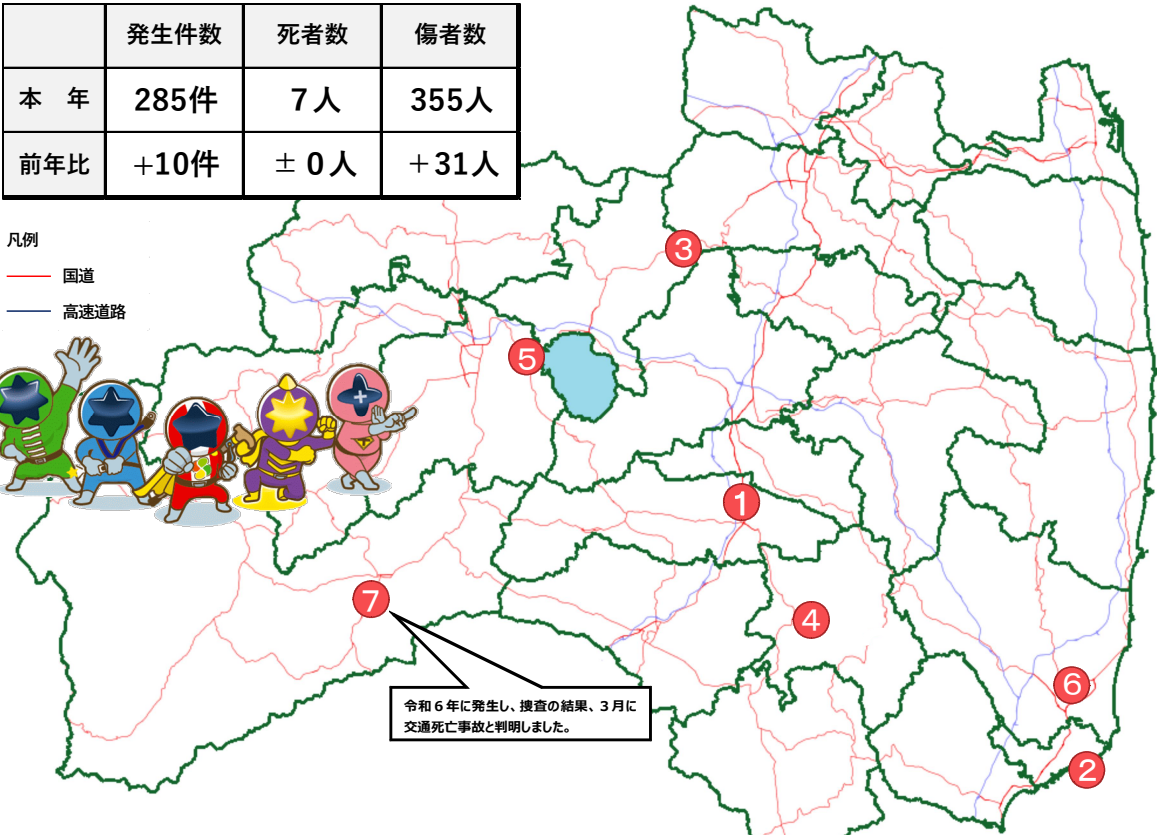 発生件数 死者数 傷者数
本　年 285件 7人 355人
前年比 +10件 ±0人 +31人
凡例
国道
高速道路
3
5
1
7
4
令和6年に発生し、捜査の結果、3月に
交通死亡事故と判明しました。
6
2